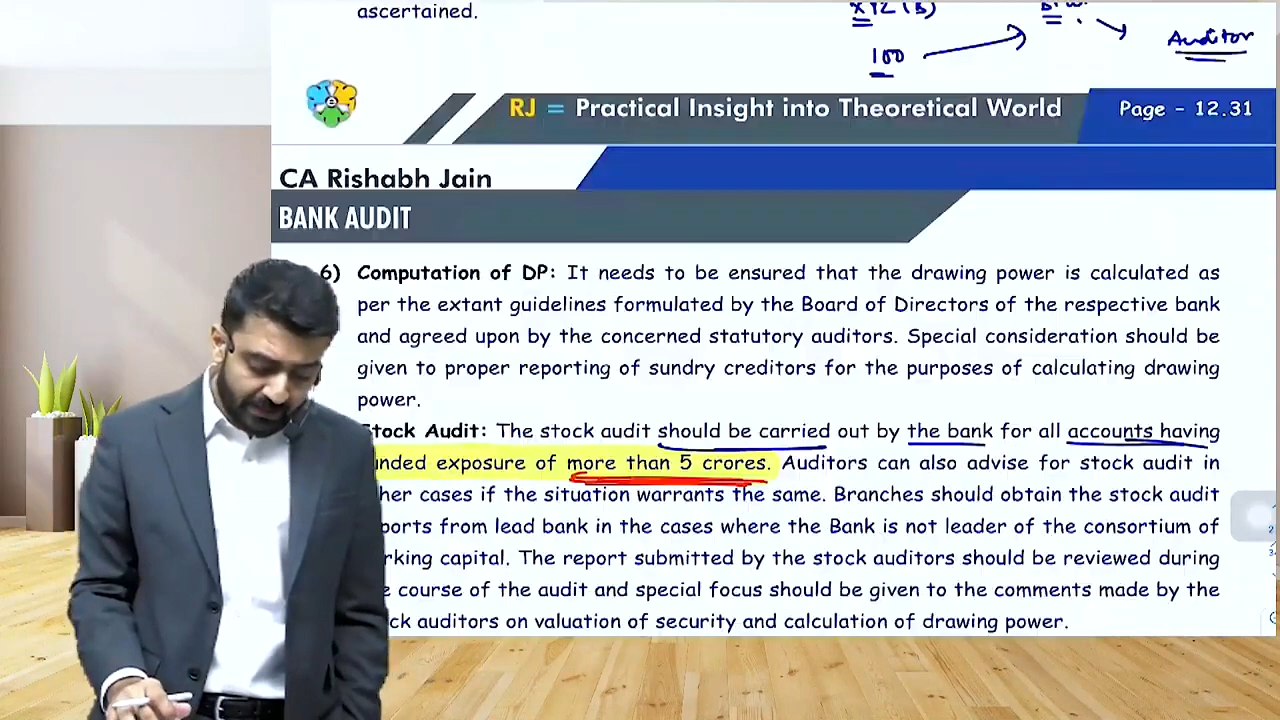 ascertained.
XYZ (B)
100
Auditor
RJ = Practical Insight into Theoretical World
Page - 12.31
CA Rishabh Jain
BANK AUDIT
6) Computation of DP: It needs to be ensured that the drawing power is calculated as
per the extant guidelines formulated by the Board of Directors of the respective bank
and agreed upon by the concerned statutory auditors. Special consideration should be
given to proper reporting of sundry creditors for the purposes of calculating drawing
power.
Stock Audit: The stock audit should be carried out by the bank for all accounts having
exposure of more than 5 crores. Auditors can also advise for stock audit in
cases if the situation warrants the same. Branches should obtain the stock audit
from lead bank in the cases where the Bank is not leader of the consortium of
capital. The report submitted by the stock auditors should be reviewed during
course of the audit and special focus should be given to the comments made by the
auditors on valuation of security and calculation of drawing power.